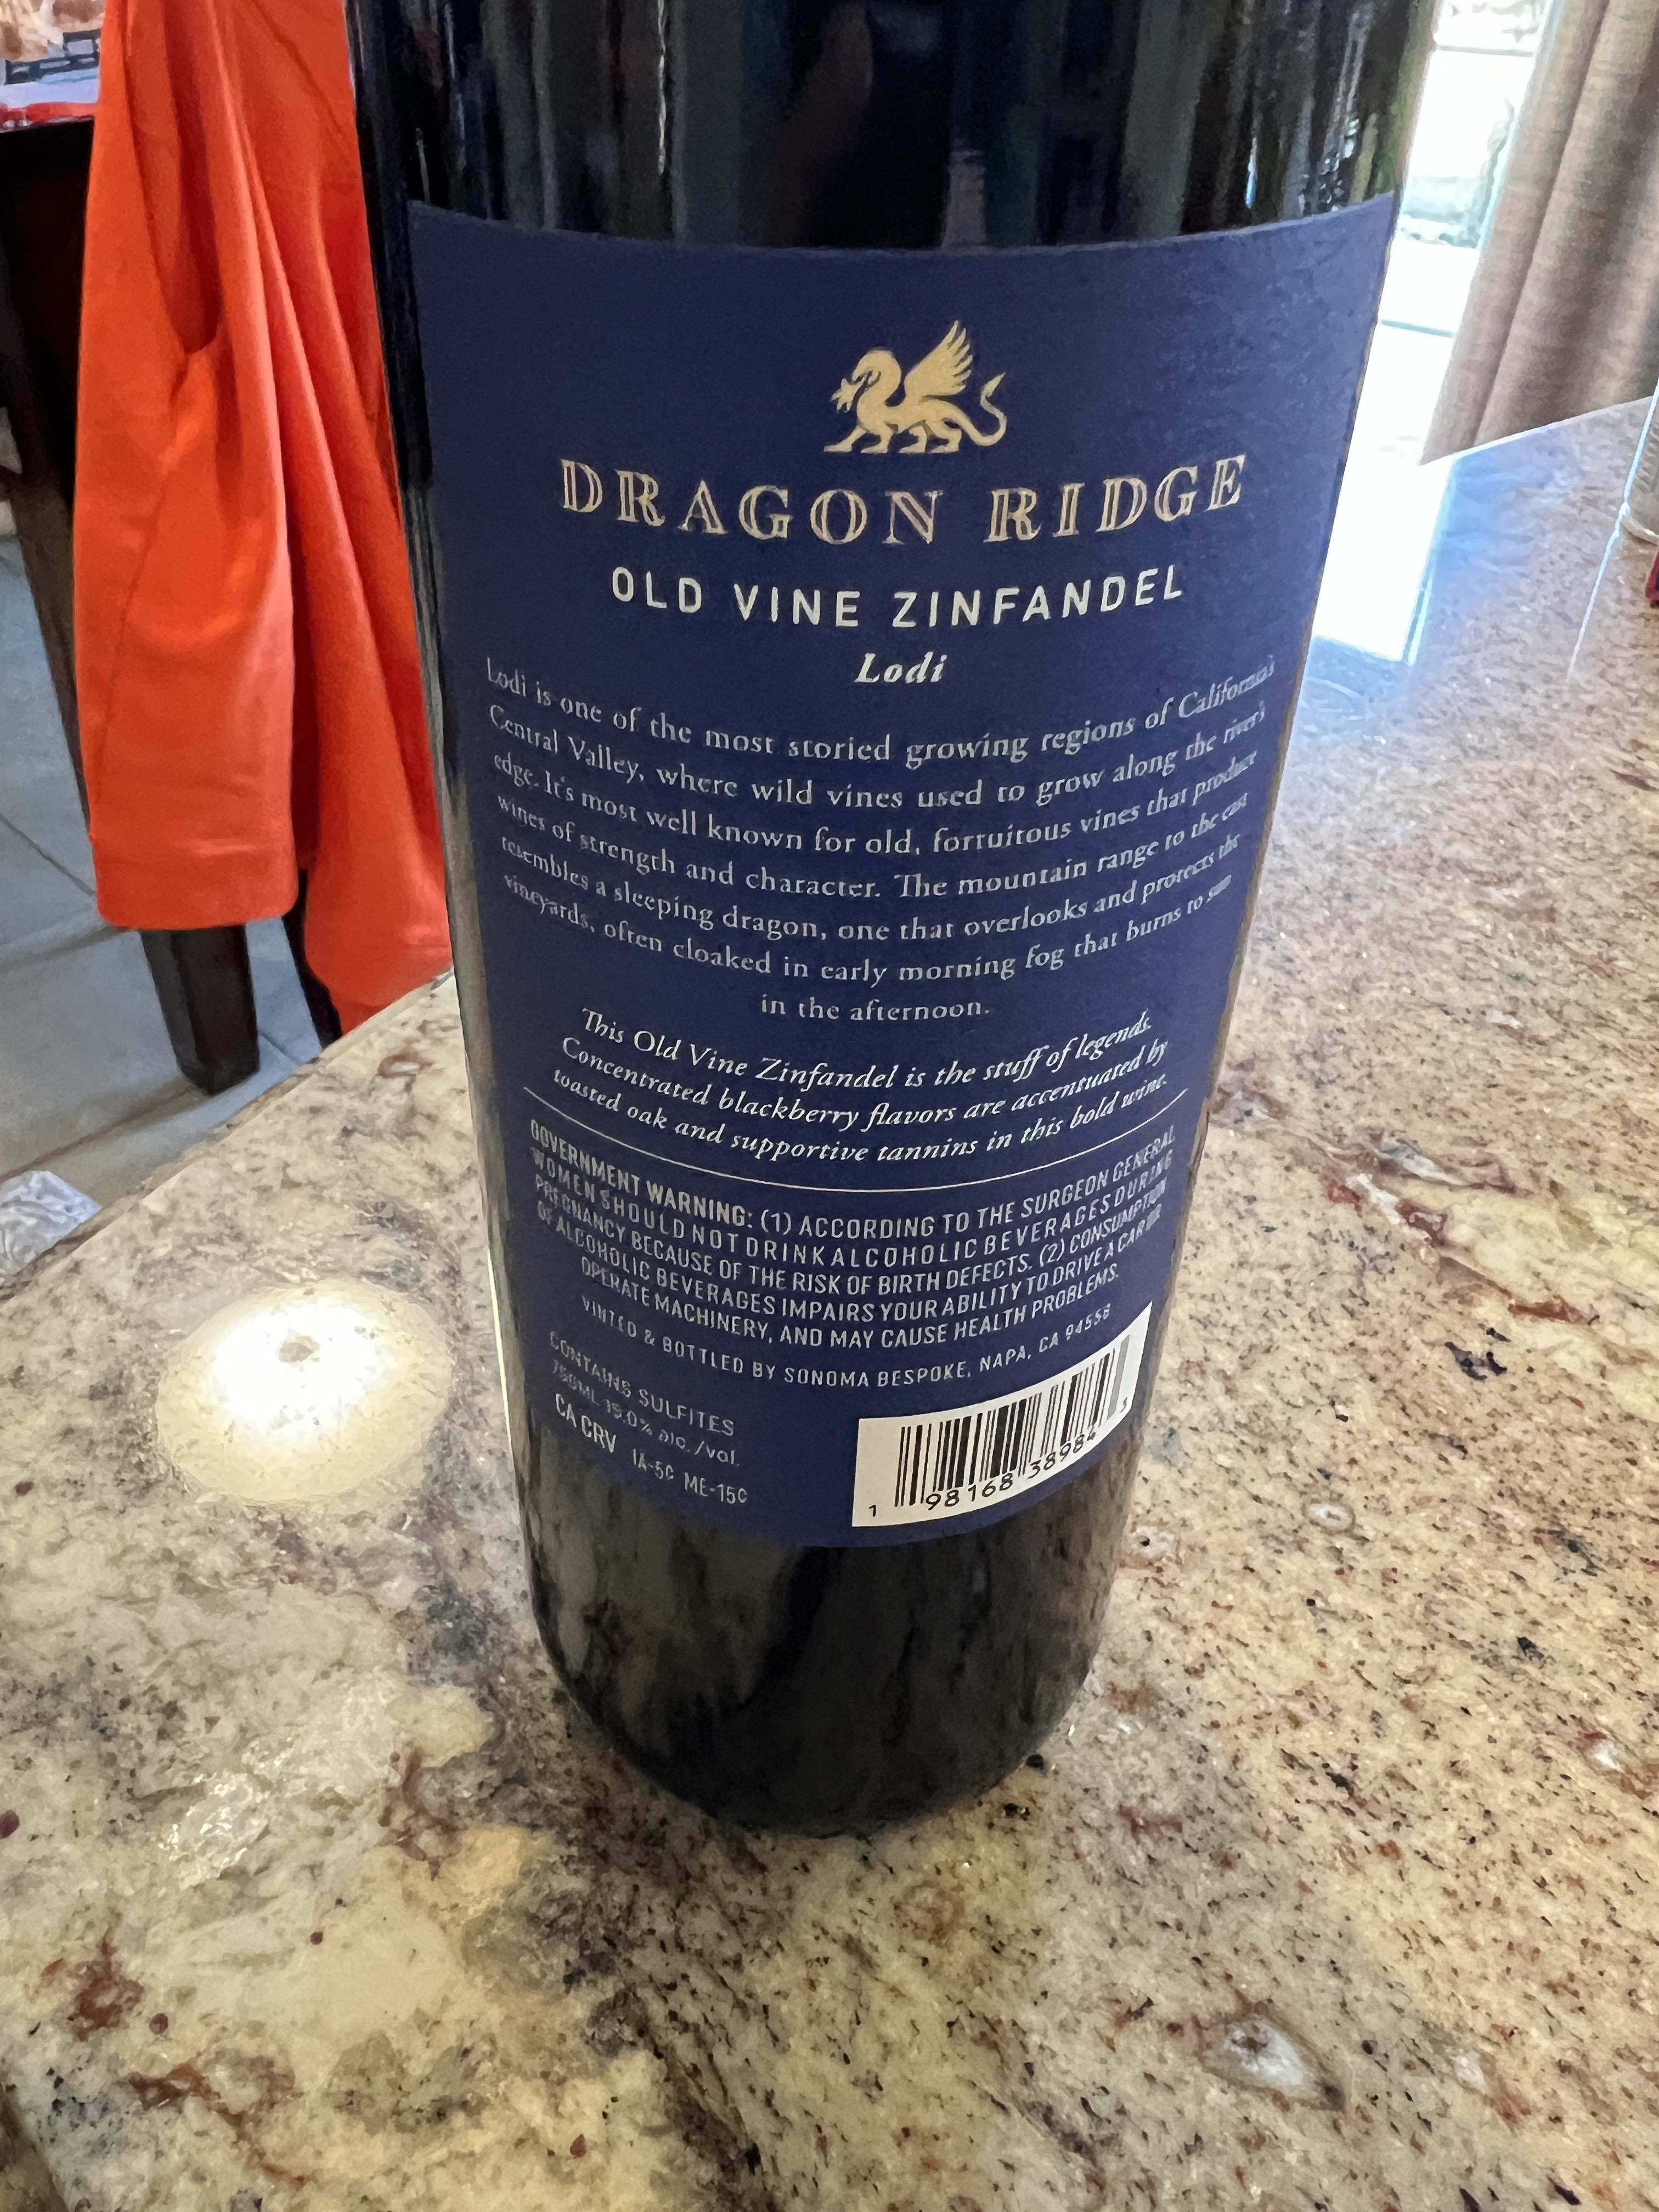 DRAGON RIDGE
OLD VINE ZINFANDEL
Lodi
Lodi is one of the most storied growing regions of California's
Central Valley, where wild vines used to grow along the river's
edge. It's most well known for old, fortuitous vines that produce
wines of strength and character. The mountain range to the east
resembles a sleeping dragon, one that overlooks and protects the
vineyards, often cloaked in early morning fog that burns to sun
in the afternoon.
This Old Vine Zinfandel is the stuff of legends.
Concentrated blackberry flavors are accentuated by
toasted oak and supportive tannins in this bold wine.
GOVERNMENT WARNING: (1) ACCORDING TO THE SURGEON GENERAL
WOMEN SHOULD NOT DRINK ALCOHOLIC BEVERAGES DURING
PREGNANCY BECAUSE OF THE RISK OF BIRTH DEFECTS. (2) CONSUMPTION
OF ALCOHOLIC BEVERAGES IMPAIRS YOUR ABILITY TO DRIVE A CAR OR
OPERATE MACHINERY, AND MAY CAUSE HEALTH PROBLEMS.
VINTED & BOTTLED BY SONOMA BESPOKE, NAPA, CA 94558
CONTAINS SULFITES
750ML 15.0% alc./vol.
CA CRV IA-5¢ ME-15¢
1 98168 38984 3